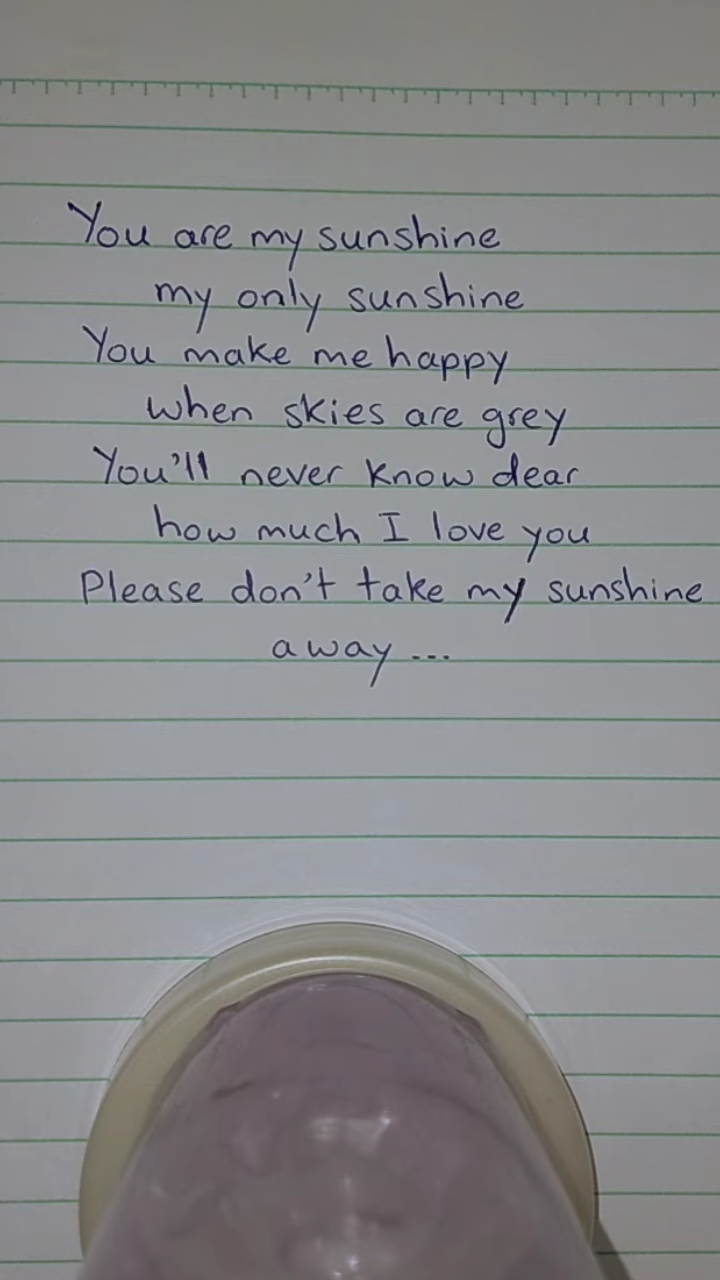 You are my sunshine
my only sunshine
You make me happy
when skies are grey
You'll never know dear
how much I love you
Please don't take my sunshine
away...